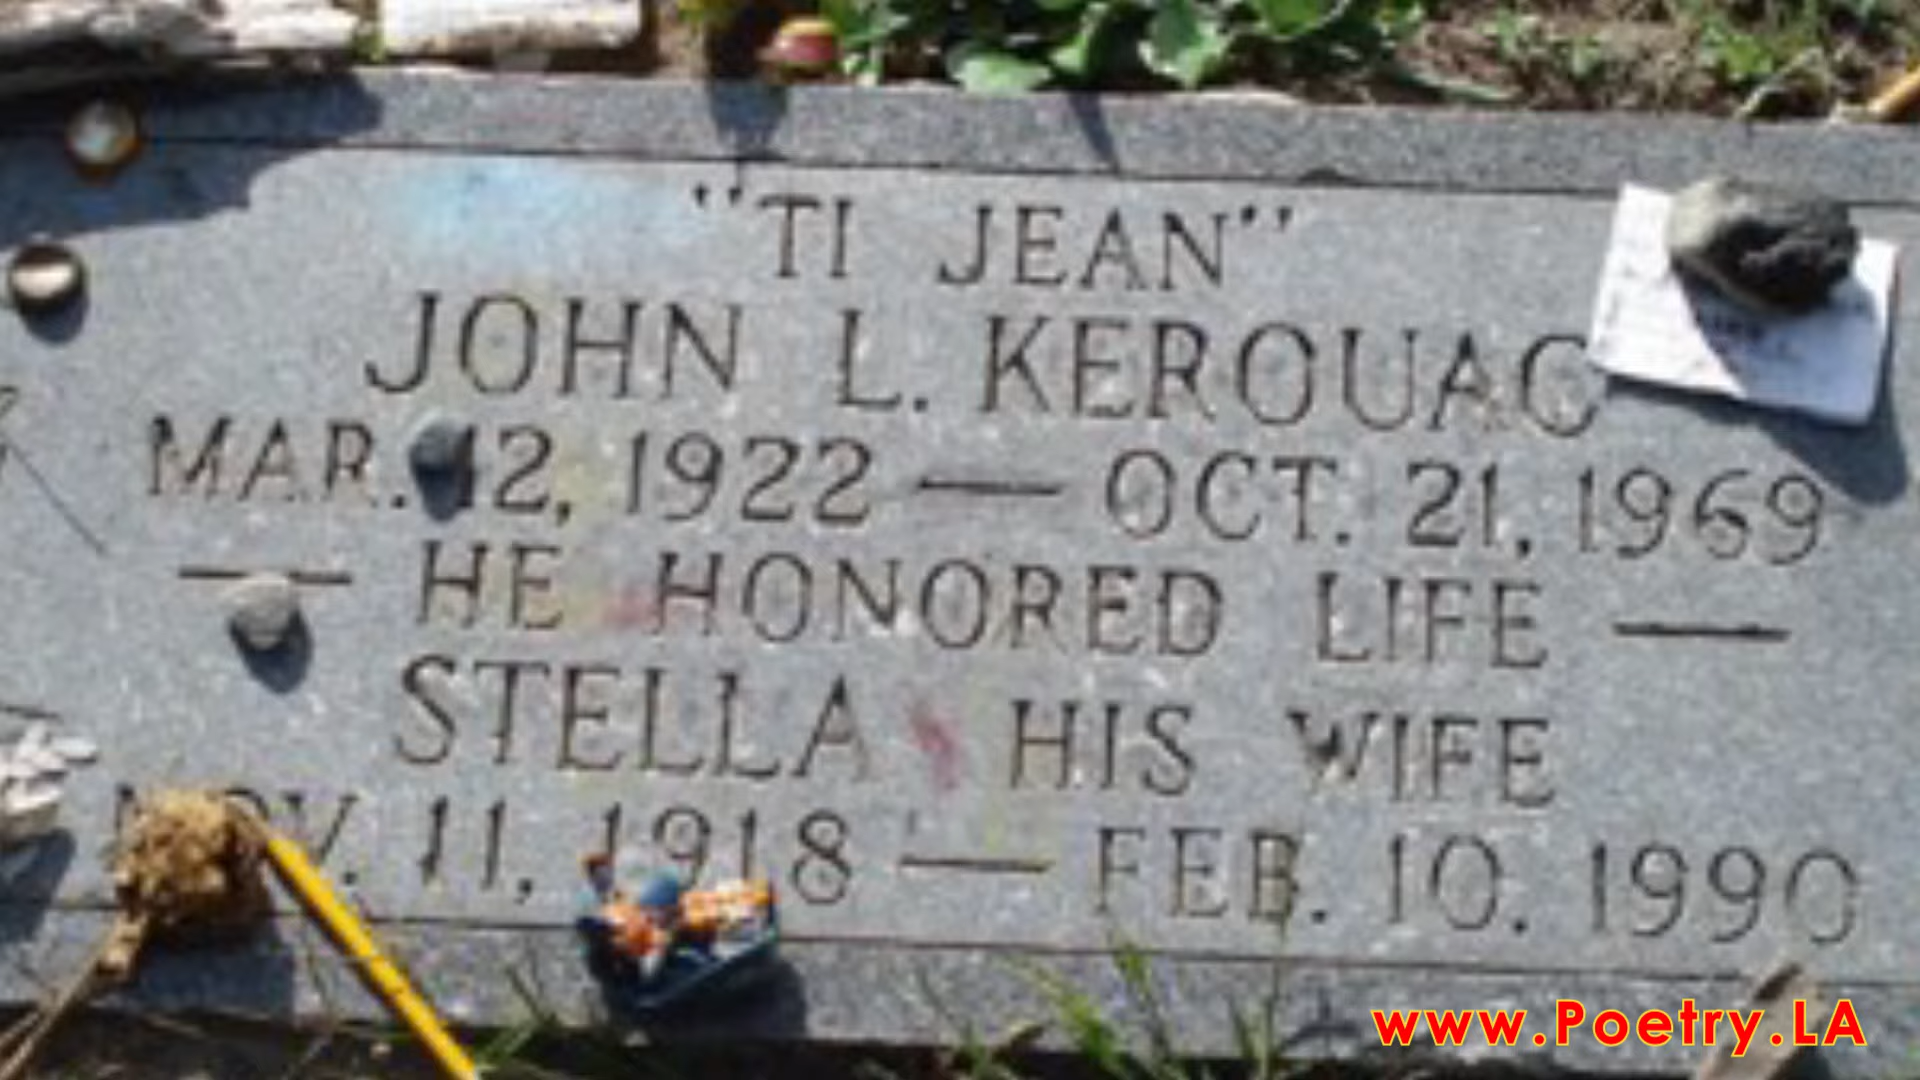 "TI JEAN"
JOHN L. KEROUAC
MAR. 12, 1922 — OCT. 21, 1969
— HE HONORED LIFE —
STELLA HIS WIFE
NOV. 11, 1918 — FEB. 10, 1990
www.Poetry.LA